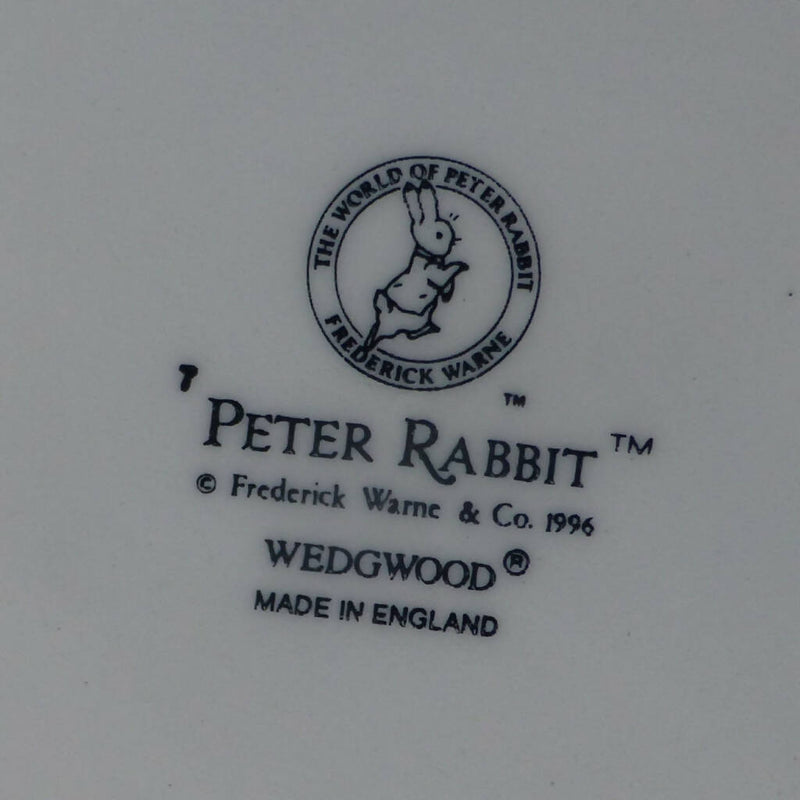 THE WORLD OF PETER RABBIT
FREDERICK WARNE
TM
7
PETER RABBIT TM
© Frederick Warne & Co. 1996
WEDGWOOD®
MADE IN ENGLAND